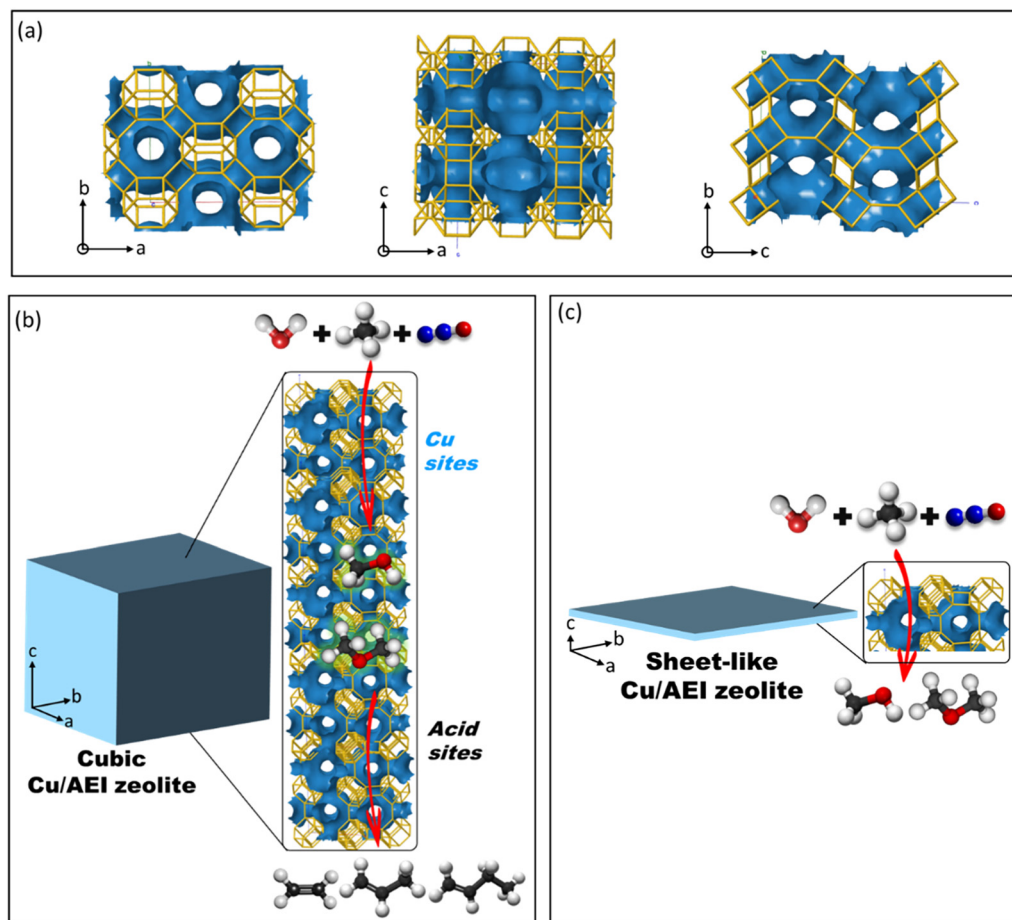 (a)
b
a
c
a
b
c
(b)
+ +
Cu
sites
Acid
sites
c
b
a
Cubic
Cu/AEI zeolite
(c)
+ +
c
b
a
Sheet-like
Cu/AEI zeolite